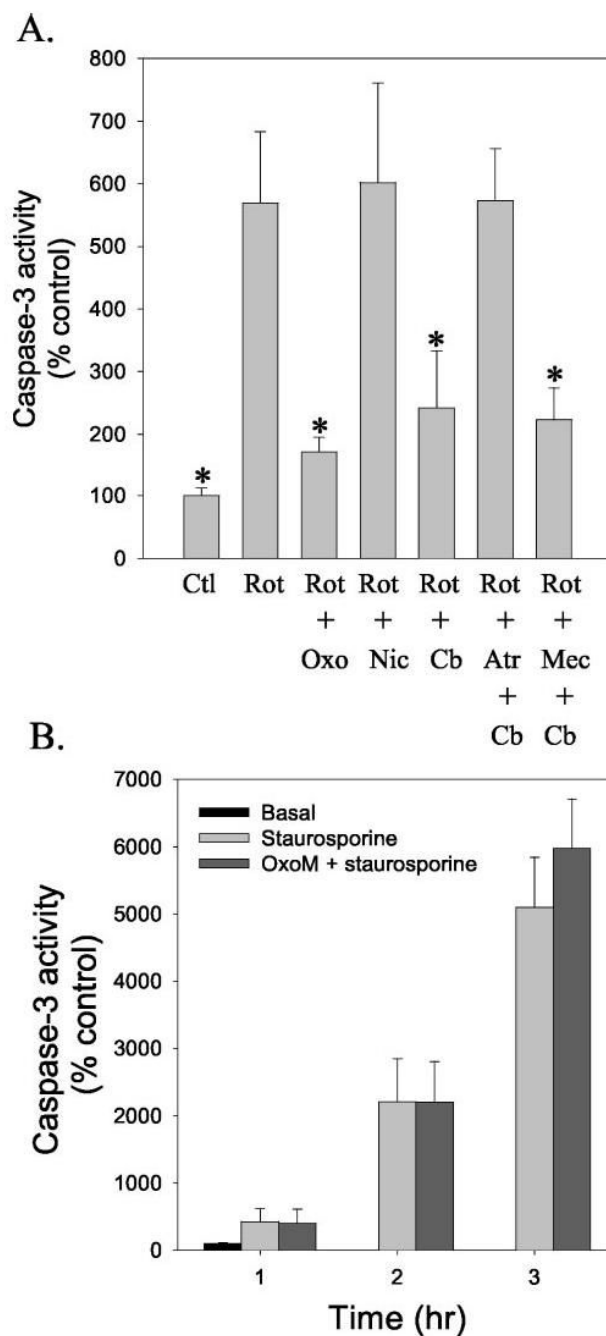 A.
Caspase-3 activity
(% control)
800
700
600
500
400
300
200
100
0
* * * *
Ctl Rot Rot Rot Rot Rot Rot
+ + + + +
Oxo Nic Cb Atr Mec
+ +
Cb Cb
B.
Caspase-3 activity
(% control)
7000
6000
5000
4000
3000
2000
1000
0
Basal
Staurosporine
OxoM + staurosporine
1 2 3
Time (hr)